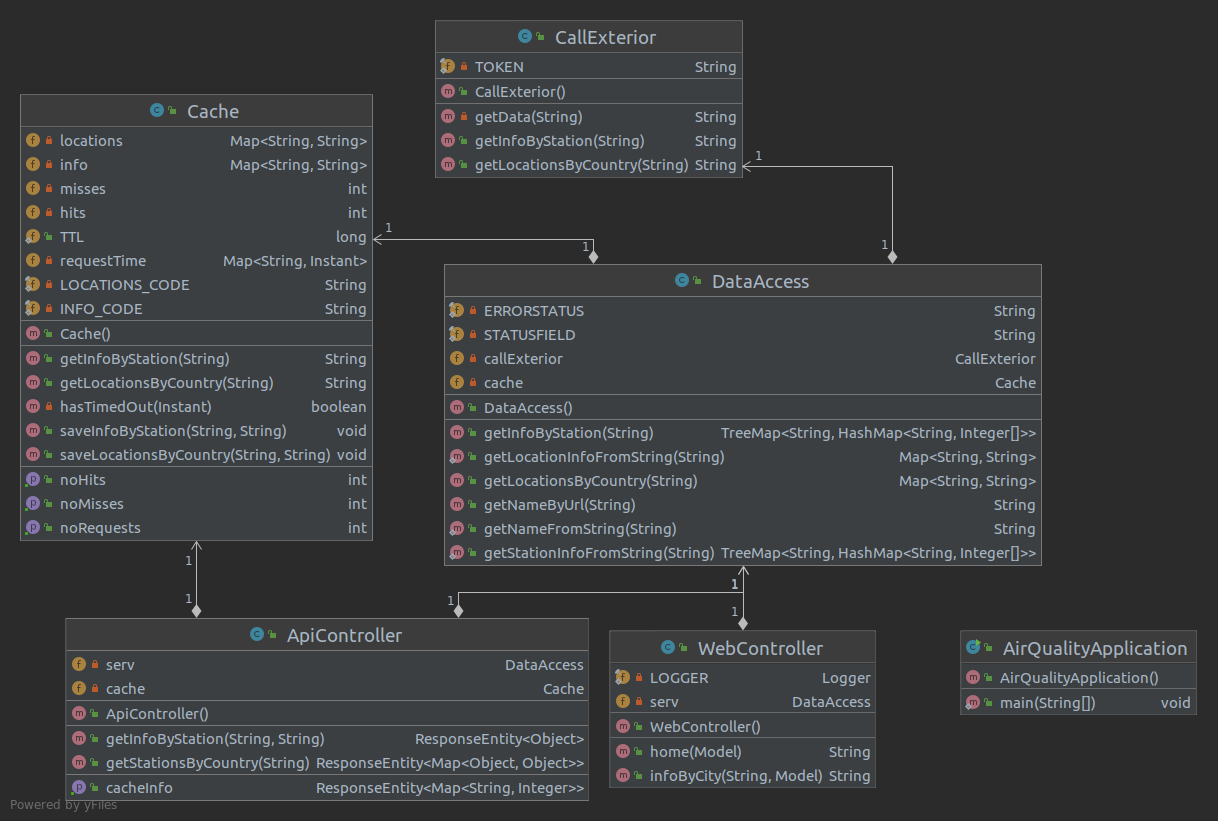 CallExterior
TOKEN String
CallExterior()
getData(String) String
getInfoByStation(String) String
getLocationsByCountry(String) String
1
1
Cache
locations Map<String, String>
info Map<String, String>
misses int
hits int
TTL long
requestTime Map<String, Instant>
LOCATIONS_CODE String
INFO_CODE String
Cache()
getInfoByStation(String) String
getLocationsByCountry(String) String
hasTimedOut(Instant) boolean
saveInfoByStation(String, String) void
saveLocationsByCountry(String, String) void
noHits int
noMisses int
noRequests int
1
1
DataAccess
ERRORSTATUS String
STATUSFIELD String
callExterior CallExterior
cache Cache
DataAccess()
getInfoByStation(String) TreeMap<String, HashMap<String, Integer[]>>
getLocationInfoFromString(String) Map<String, String>
getLocationsByCountry(String) Map<String, String>
getNameByUrl(String) String
getNameFromString(String) String
getStationInfoFromString(String) TreeMap<String, HashMap<String, Integer[]>>
1
1
1
1
1
ApiController
serv DataAccess
cache Cache
ApiController()
getInfoByStation(String, String) ResponseEntity<Object>
getStationsByCountry(String) ResponseEntity<Map<Object, Object>>
cacheInfo ResponseEntity<Map<String, Integer>>
WebController
LOGGER Logger
serv DataAccess
WebController()
home(Model) String
infoByCity(String, Model) String
AirQualityApplication
AirQualityApplication()
main(String[]) void
Powered by yFiles